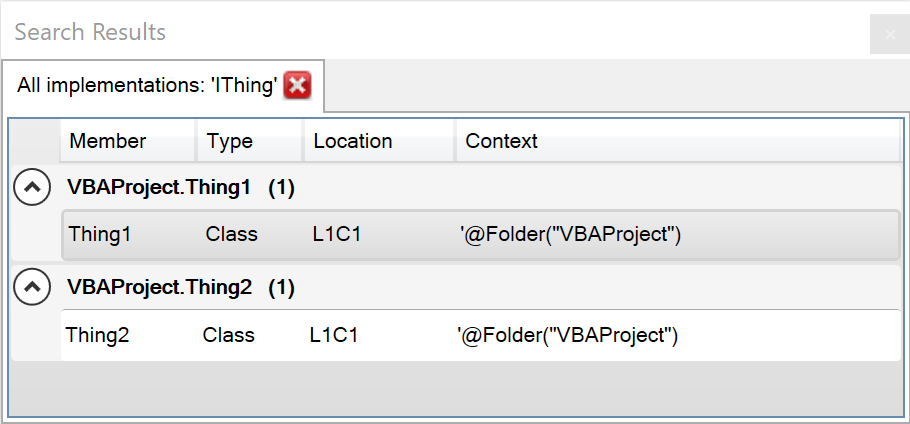 Search Results
All implementations: 'IThing'
Member Type Location Context
VBAProject.Thing1 (1)
Thing1 Class L1C1 '@Folder("VBAProject")
VBAProject.Thing2 (1)
Thing2 Class L1C1 '@Folder("VBAProject")